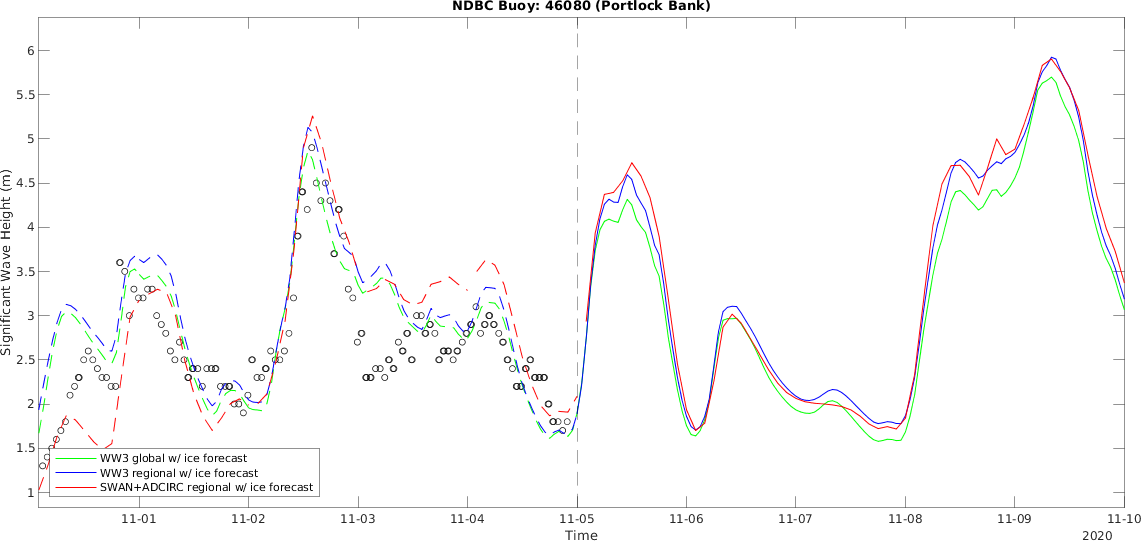 NDBC Buoy: 46080 (Portlock Bank)
Significant Wave Height (m)
6
5.5
5
4.5
4
3.5
3
2.5
2
1.5
1
WW3 global w/ ice forecast
WW3 regional w/ ice forecast
SWAN+ADCIRC regional w/ ice forecast
11-01 11-02 11-03 11-04 11-05 11-06 11-07 11-08 11-09 11-10
Time
2020